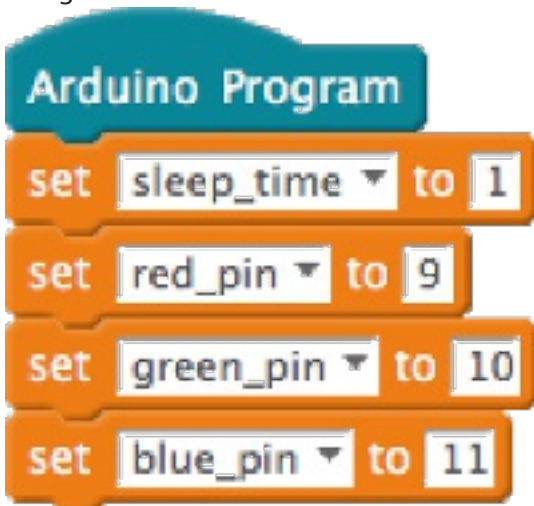 Arduino Program
set sleep_time to 1
set red_pin to 9
set green_pin to 10
set blue_pin to 11